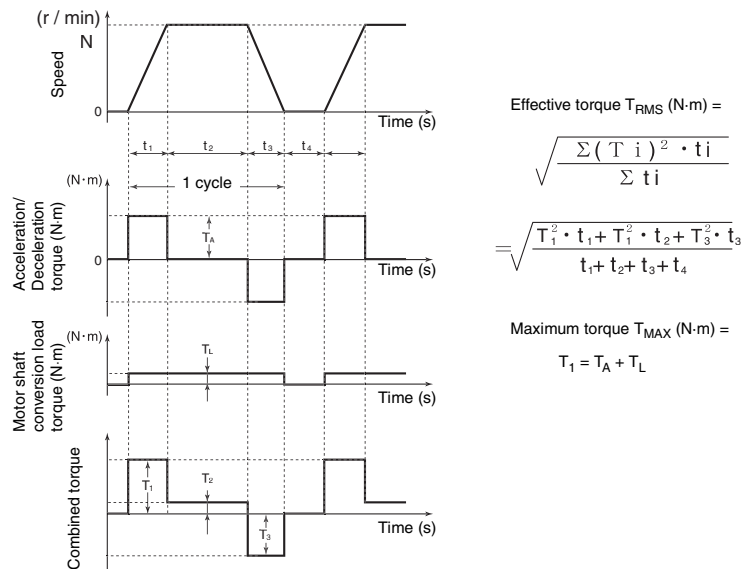 (r / min)
N
Speed
0
Time (s)
t1 t2 t3 t4
(N·m)
1 cycle
Acceleration/
Deceleration
torque (N·m)
TA
0
Time (s)
(N·m)
Motor shaft
conversion load
torque (N·m)
TL
Time (s)
Combined torque
T1
T2
T3
Time (s)
Effective torque TRMS (N·m) =
√ Σ(Ti)² · ti
Σ ti
= √ T1² · t1 + T1² · t2 + T3² · t3
t1+ t2 + t3 + t4
Maximum torque TMAX (N·m) =
T1 = TA + TL